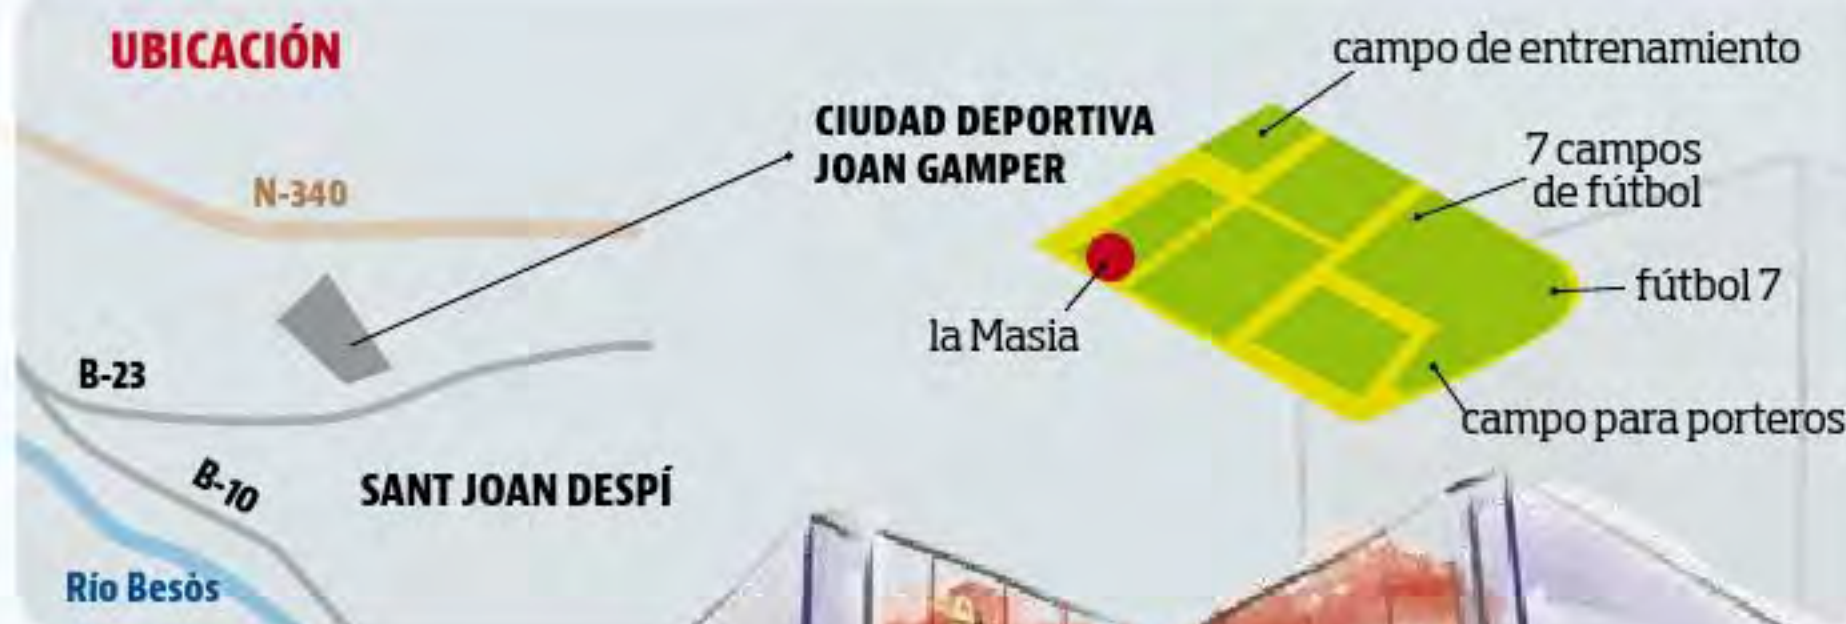 UBICACIÓN
N-340
B-23
B-10
SANT JOAN DESPÍ
Río Besòs
CIUDAD DEPORTIVA
JOAN GAMPER
campo de entrenamiento
7 campos
de fútbol
fútbol 7
la Masia
campo para porteros